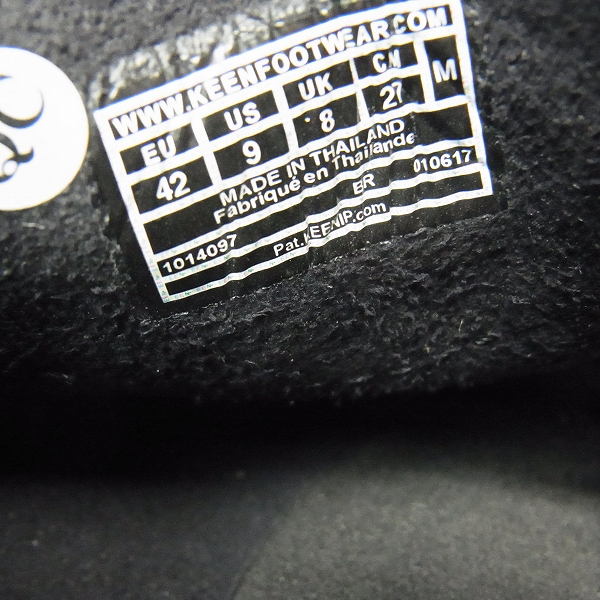 QC
WWW.KEENFOOTWEAR.COM
EU US UK CM M
42 9 8 27
MADE IN THAILAND
Fabriqué en Thaïlande
1014097 ER 010617
Pat.KEENIP.com